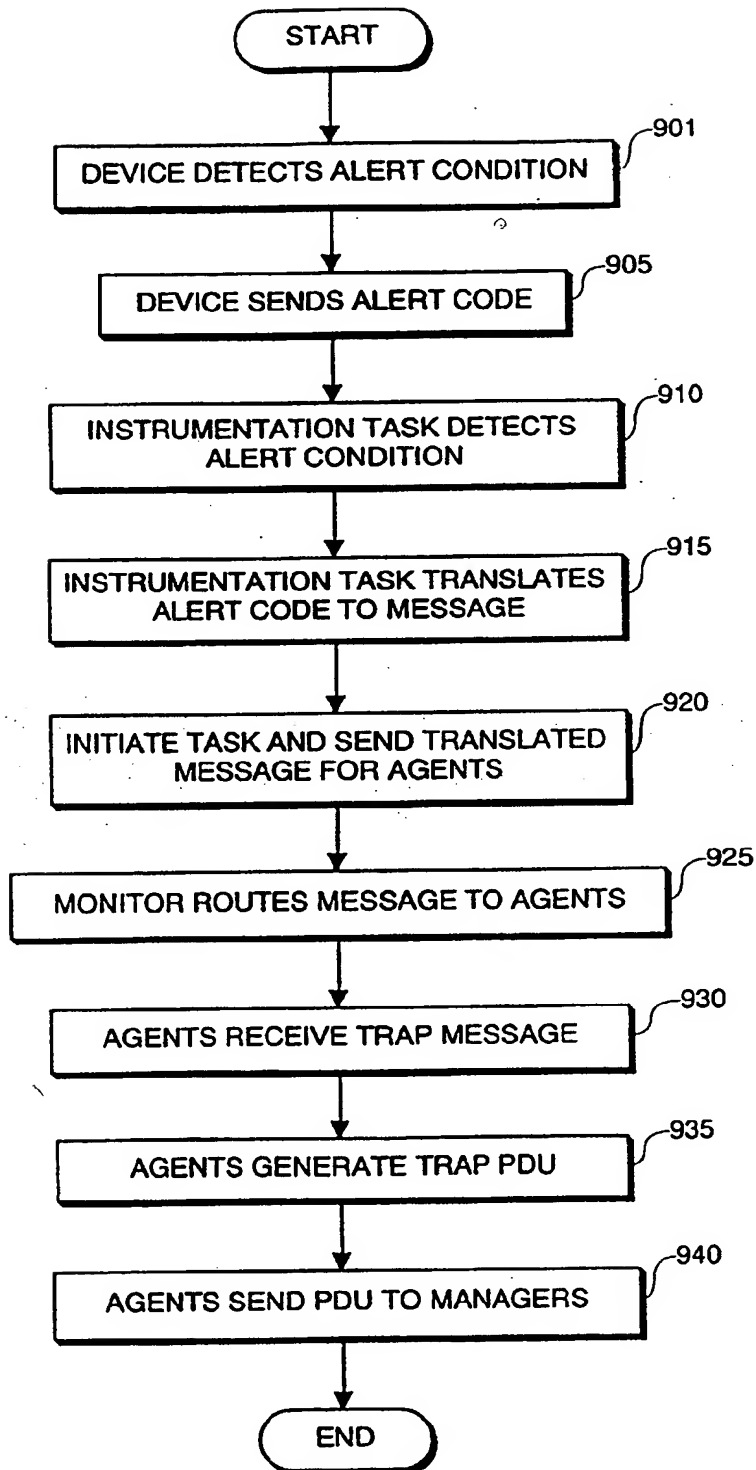 START
901
DEVICE DETECTS ALERT CONDITION
905
DEVICE SENDS ALERT CODE
910
INSTRUMENTATION TASK DETECTS
ALERT CONDITION
915
INSTRUMENTATION TASK TRANSLATES
ALERT CODE TO MESSAGE
920
INITIATE TASK AND SEND TRANSLATED
MESSAGE FOR AGENTS
925
MONITOR ROUTES MESSAGE TO AGENTS
930
AGENTS RECEIVE TRAP MESSAGE
935
AGENTS GENERATE TRAP PDU
940
AGENTS SEND PDU TO MANAGERS
END